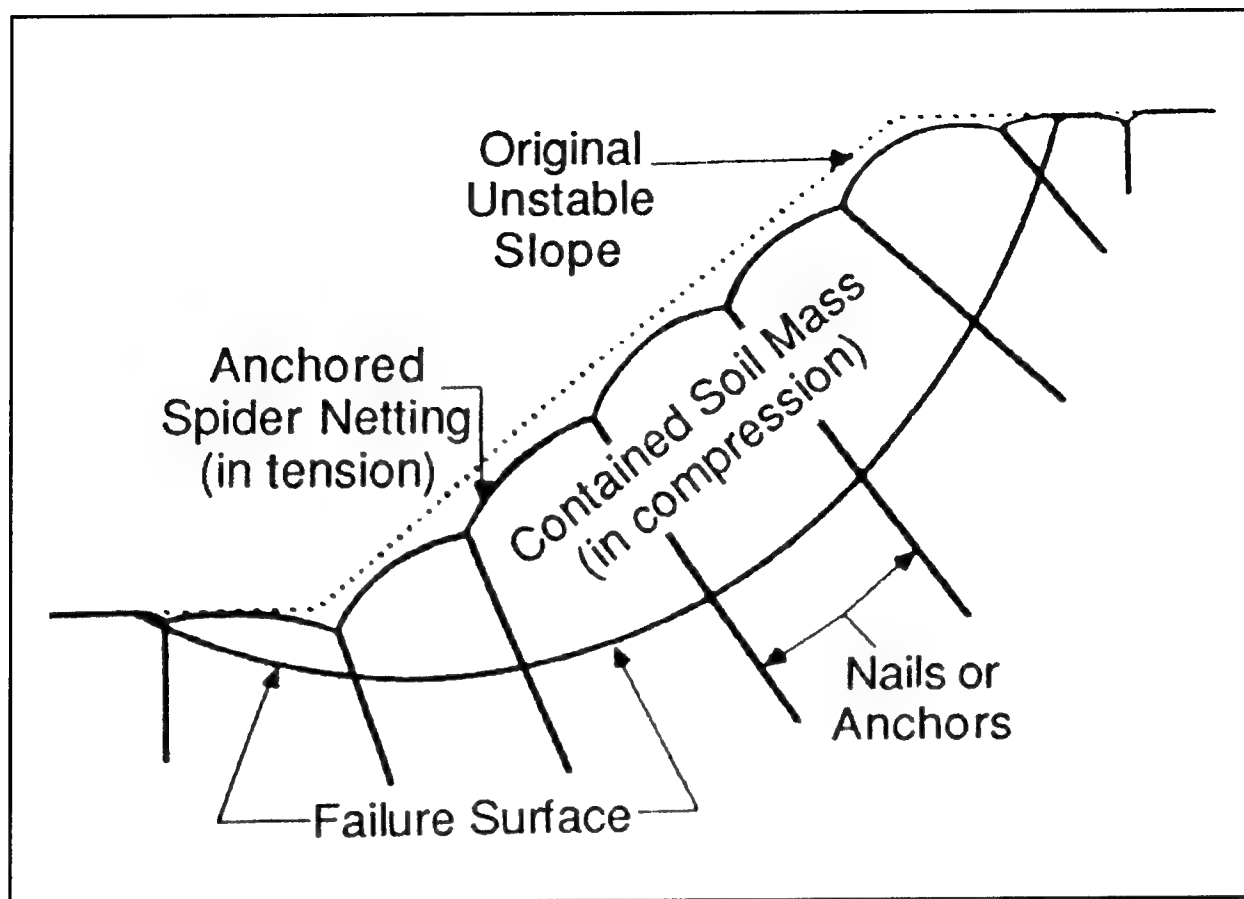 Original
Unstable
Slope
Anchored
Spider Netting
(in tension)
Contained Soil Mass
(in compression)
Nails or
Anchors
Failure Surface